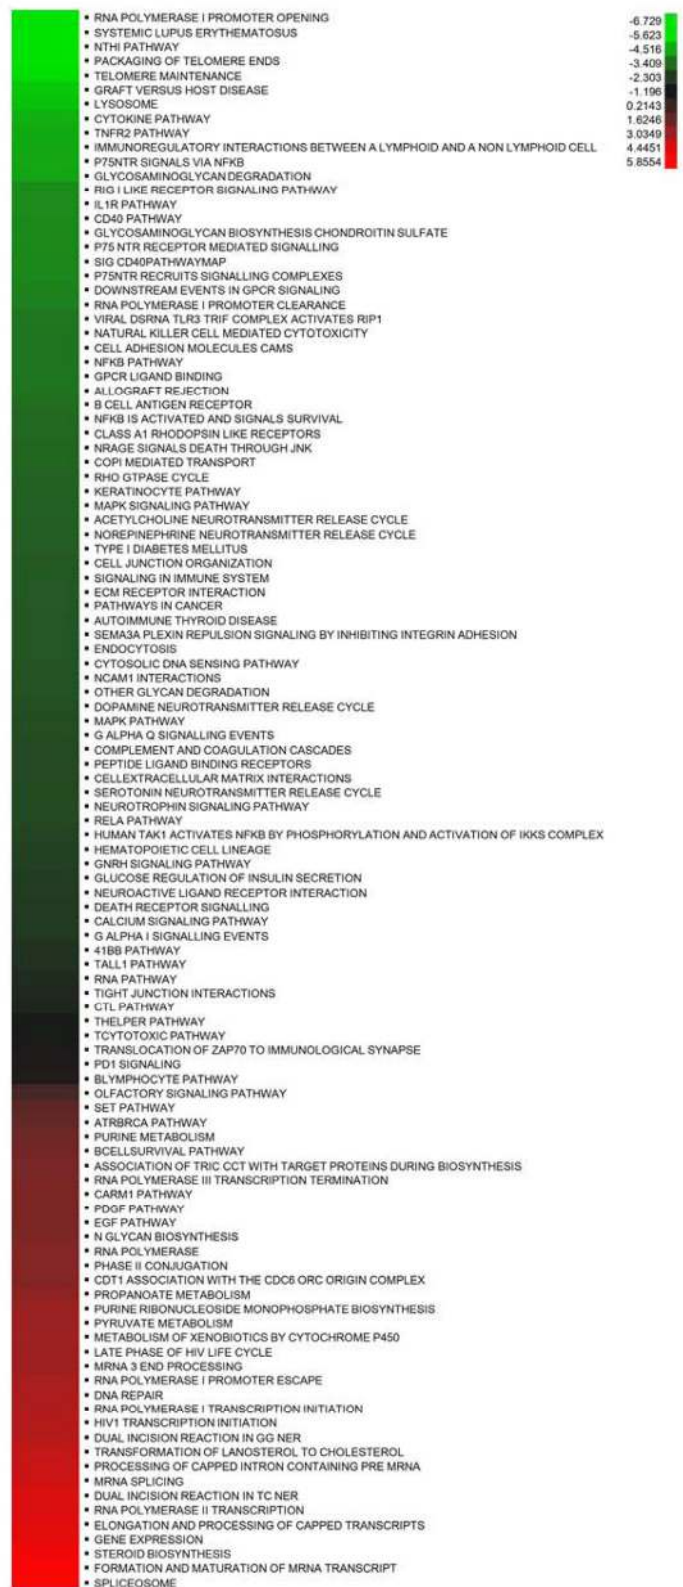 RNA POLYMERASE I PROMOTER OPENING
SYSTEMIC LUPUS ERYTHEMATOSUS
NTHI PATHWAY
PACKAGING OF TELOMERE ENDS
TELOMERE MAINTENANCE
GRAFT VERSUS HOST DISEASE
LYSOSOME
CYTOKINE PATHWAY
TNFR2 PATHWAY
IMMUNOREGULATORY INTERACTIONS BETWEEN A LYMPHOID AND A NON LYMPHOID CELL
P75NTR SIGNALS VIA NFKB
GLYCOSAMINOGLYCAN DEGRADATION
RIG I LIKE RECEPTOR SIGNALING PATHWAY
IL1R PATHWAY
CD40 PATHWAY
GLYCOSAMINOGLYCAN BIOSYNTHESIS CHONDROITIN SULFATE
P75 NTR RECEPTOR MEDIATED SIGNALLING
SIG CD40PATHWAYMAP
P75NTR RECRUITS SIGNALLING COMPLEXES
DOWNSTREAM EVENTS IN GPCR SIGNALING
RNA POLYMERASE I PROMOTER CLEARANCE
VIRAL DSRNA TLR3 TRIF COMPLEX ACTIVATES RIP1
NATURAL KILLER CELL MEDIATED CYTOTOXICITY
CELL ADHESION MOLECULES CAMS
NFKB PATHWAY
GPCR LIGAND BINDING
ALLOGRAFT REJECTION
B CELL ANTIGEN RECEPTOR
NFKB IS ACTIVATED AND SIGNALS SURVIVAL
CLASS A1 RHODOPSIN LIKE RECEPTORS
NRAGE SIGNALS DEATH THROUGH JNK
COPI MEDIATED TRANSPORT
RHO GTPASE CYCLE
KERATINOCYTE PATHWAY
MAPK SIGNALING PATHWAY
ACETYLCHOLINE NEUROTRANSMITTER RELEASE CYCLE
NOREPINEPHRINE NEUROTRANSMITTER RELEASE CYCLE
TYPE I DIABETES MELLITUS
CELL JUNCTION ORGANIZATION
SIGNALING IN IMMUNE SYSTEM
ECM RECEPTOR INTERACTION
PATHWAYS IN CANCER
AUTOIMMUNE THYROID DISEASE
SEMA3A PLEXIN REPULSION SIGNALING BY INHIBITING INTEGRIN ADHESION
ENDOCYTOSIS
CYTOSOLIC DNA SENSING PATHWAY
NCAM1 INTERACTIONS
OTHER GLYCAN DEGRADATION
DOPAMINE NEUROTRANSMITTER RELEASE CYCLE
MAPK PATHWAY
G ALPHA Q SIGNALLING EVENTS
COMPLEMENT AND COAGULATION CASCADES
PEPTIDE LIGAND BINDING RECEPTORS
CELLEXTRACELLULAR MATRIX INTERACTIONS
SEROTONIN NEUROTRANSMITTER RELEASE CYCLE
NEUROTROPHIN SIGNALING PATHWAY
RELA PATHWAY
HUMAN TAK1 ACTIVATES NFKB BY PHOSPHORYLATION AND ACTIVATION OF IKKS COMPLEX
HEMATOPOIETIC CELL LINEAGE
GNRH SIGNALING PATHWAY
GLUCOSE REGULATION OF INSULIN SECRETION
NEUROACTIVE LIGAND RECEPTOR INTERACTION
DEATH RECEPTOR SIGNALLING
CALCIUM SIGNALING PATHWAY
G ALPHA I SIGNALLING EVENTS
41BB PATHWAY
TALL1 PATHWAY
RNA PATHWAY
TIGHT JUNCTION INTERACTIONS
CTL PATHWAY
THELPER PATHWAY
TCYTOTOXIC PATHWAY
TRANSLOCATION OF ZAP70 TO IMMUNOLOGICAL SYNAPSE
PD1 SIGNALING
BLYMPHOCYTE PATHWAY
OLFACTORY SIGNALING PATHWAY
SET PATHWAY
ATRBRCA PATHWAY
PURINE METABOLISM
BCELLSURVIVAL PATHWAY
ASSOCIATION OF TRIC CCT WITH TARGET PROTEINS DURING BIOSYNTHESIS
RNA POLYMERASE III TRANSCRIPTION TERMINATION
CARM1 PATHWAY
PDGF PATHWAY
EGF PATHWAY
N GLYCAN BIOSYNTHESIS
RNA POLYMERASE
PHASE II CONJUGATION
CDT1 ASSOCIATION WITH THE CDC6 ORC ORIGIN COMPLEX
PROPANOATE METABOLISM
PURINE RIBONUCLEOSIDE MONOPHOSPHATE BIOSYNTHESIS
PYRUVATE METABOLISM
METABOLISM OF XENOBIOTICS BY CYTOCHROME P450
LATE PHASE OF HIV LIFE CYCLE
MRNA 3 END PROCESSING
RNA POLYMERASE I PROMOTER ESCAPE
DNA REPAIR
RNA POLYMERASE I TRANSCRIPTION INITIATION
HIV1 TRANSCRIPTION INITIATION
DUAL INCISION REACTION IN GG NER
TRANSFORMATION OF LANOSTEROL TO CHOLESTEROL
PROCESSING OF CAPPED INTRON CONTAINING PRE MRNA
MRNA SPLICING
DUAL INCISION REACTION IN TC NER
RNA POLYMERASE II TRANSCRIPTION
ELONGATION AND PROCESSING OF CAPPED TRANSCRIPTS
GENE EXPRESSION
STEROID BIOSYNTHESIS
FORMATION AND MATURATION OF MRNA TRANSCRIPT
SPLICEOSOME
-6.729
-5.623
-4.516
-3.409
-2.303
-1.196
0.2143
1.6246
3.0349
4.4451
5.8554